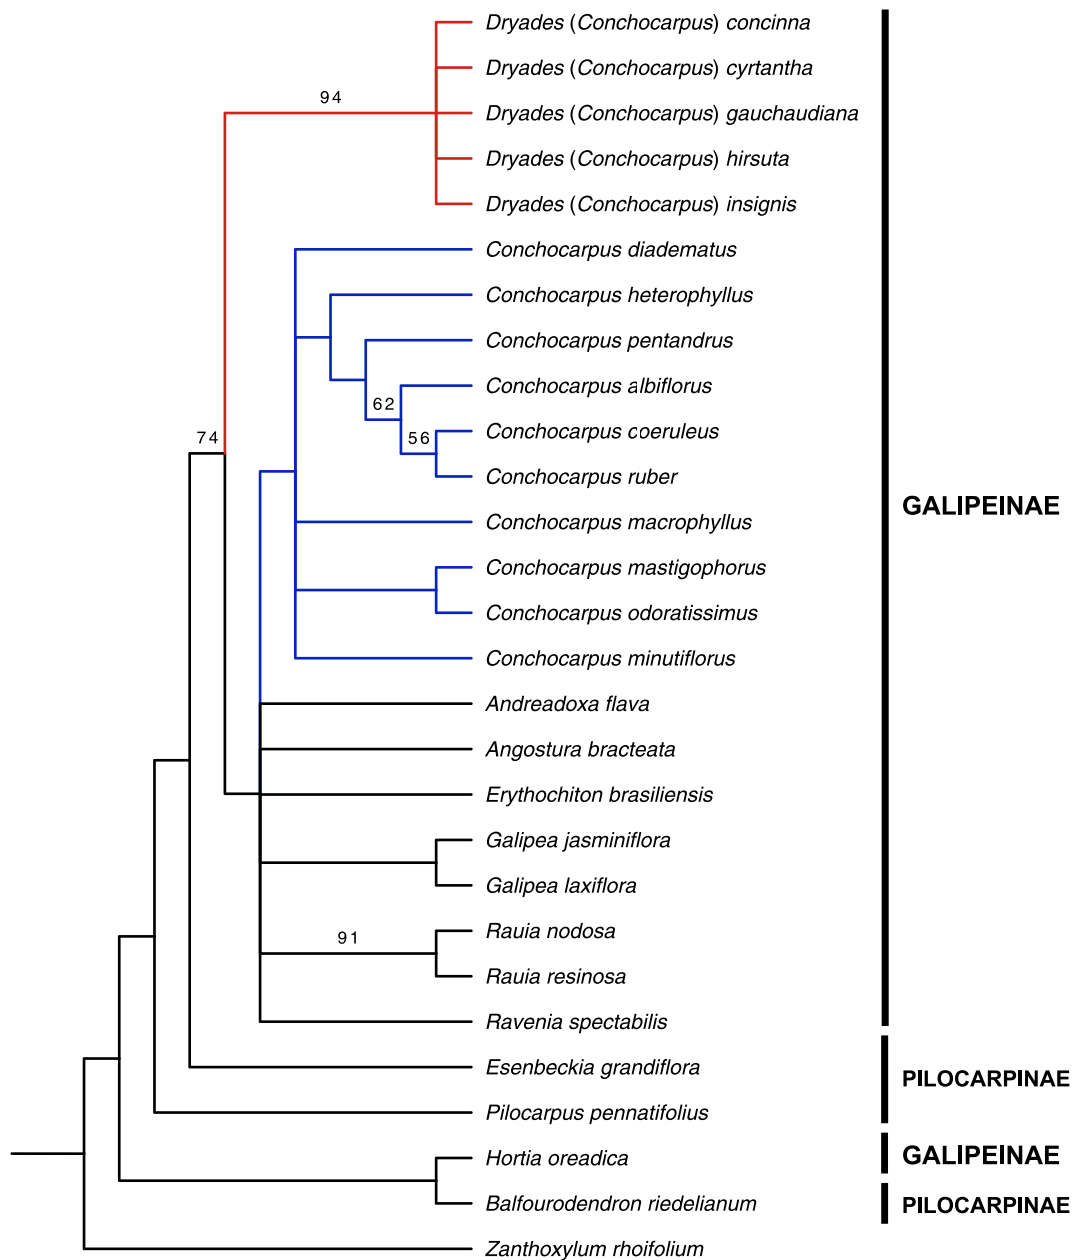 Dryades (Conchocarpus) concinna
Dryades (Conchocarpus) cyrtantha
94
Dryades (Conchocarpus) gauchaudiana
Dryades (Conchocarpus) hirsuta
Dryades (Conchocarpus) insignis
Conchocarpus diadematus
Conchocarpus heterophyllus
Conchocarpus pentandrus
Conchocarpus albiflorus
62
Conchocarpus coeruleus
56
74
Conchocarpus ruber
GALIPEINAE
Conchocarpus macrophyllus
Conchocarpus mastigophorus
Conchocarpus odoratissimus
Conchocarpus minutiflorus
Andreadoxa flava
Angostura bracteata
Erythochiton brasiliensis
Galipea jasminiflora
Galipea laxiflora
Rauia nodosa
91
Rauia resinosa
Ravenia spectabilis
Esenbeckia grandiflora
PILOCARPINAE
Pilocarpus pennatifolius
Hortia oreadica
GALIPEINAE
Balfourodendron riedelianum
PILOCARPINAE
Zanthoxylum rhoifolium